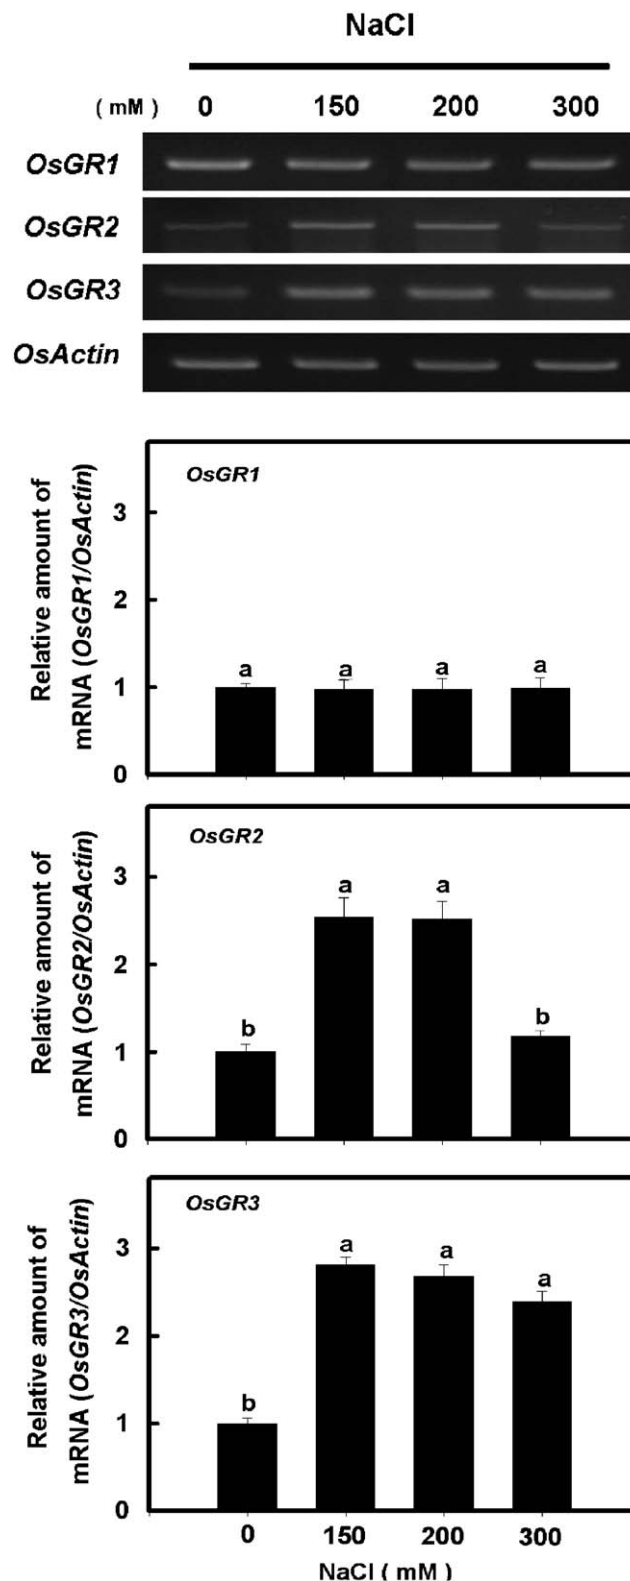 NaCl
( mM ) 0 150 200 300
OsGR1
OsGR2
OsGR3
OsActin
Relative amount of
mRNA (OsGR1/OsActin)
OsGR1
3
2
1
0
a a a a
Relative amount of
mRNA (OsGR2/OsActin)
OsGR2
3
2
1
0
b a a b
Relative amount of
mRNA (OsGR3/OsActin)
OsGR3
3
2
1
0
b a a a
0 150 200 300
NaCl ( mM )